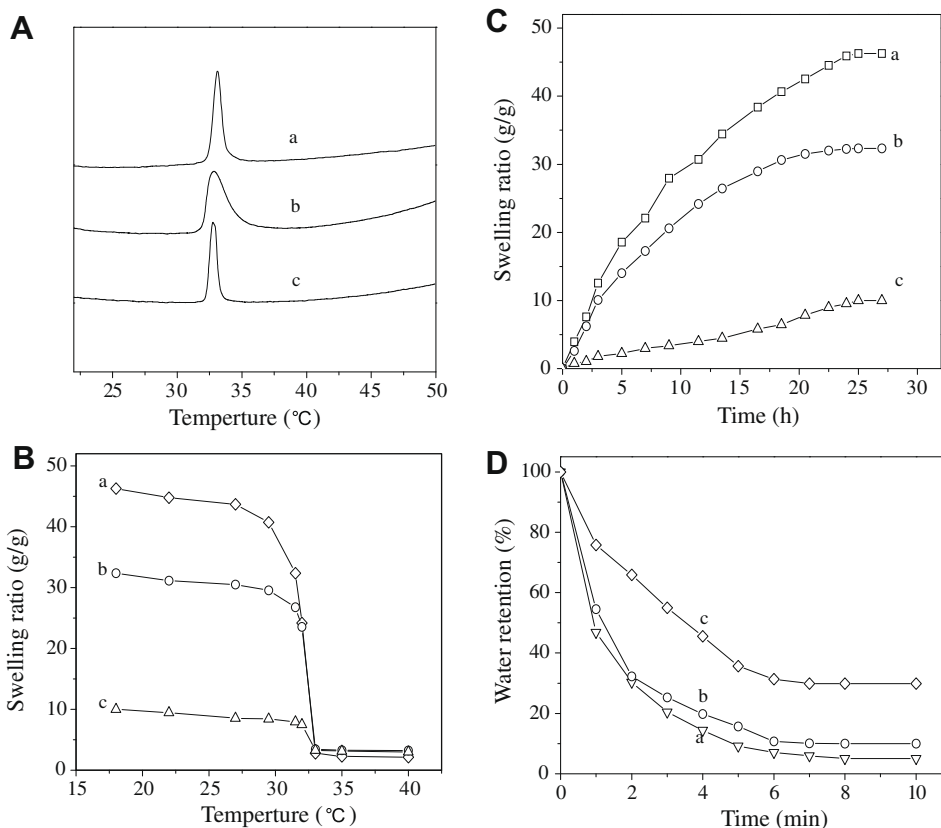 A
a
b
c
25 30 35 40 45 50
Temperture (°C)
B
Swelling ratio (g/g)
50
40
30
20
10
0
a
b
c
15 20 25 30 35 40
Temperture (°C)
C
Swelling ratio (g/g)
50
40
30
20
10
0
a
b
c
0 5 10 15 20 25 30
Time (h)
D
Water retention (%)
100
80
60
40
20
0
c
b
a
0 2 4 6 8 10
Time (min)